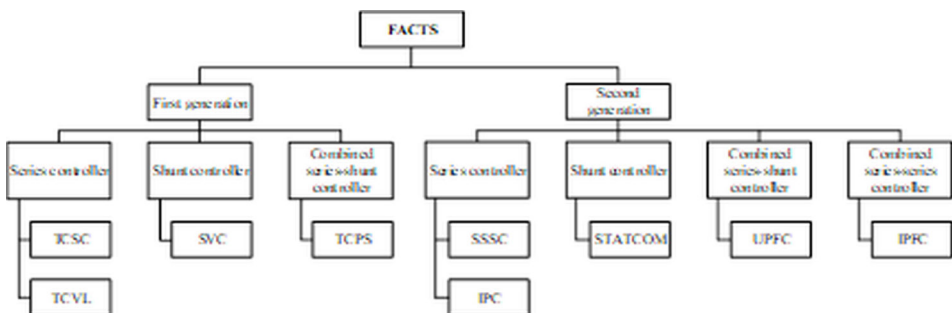 FACTS
First generation
Second
generation
Series controller
Shunt controller
Combined
series-shunt
controller
Series controller
Shunt controller
Combined
series-shunt
controller
Combined
series-series
controller
TCSC
SVC
TCPS
SSSC
STATCOM
UPFC
IPFC
TCVL
IPC